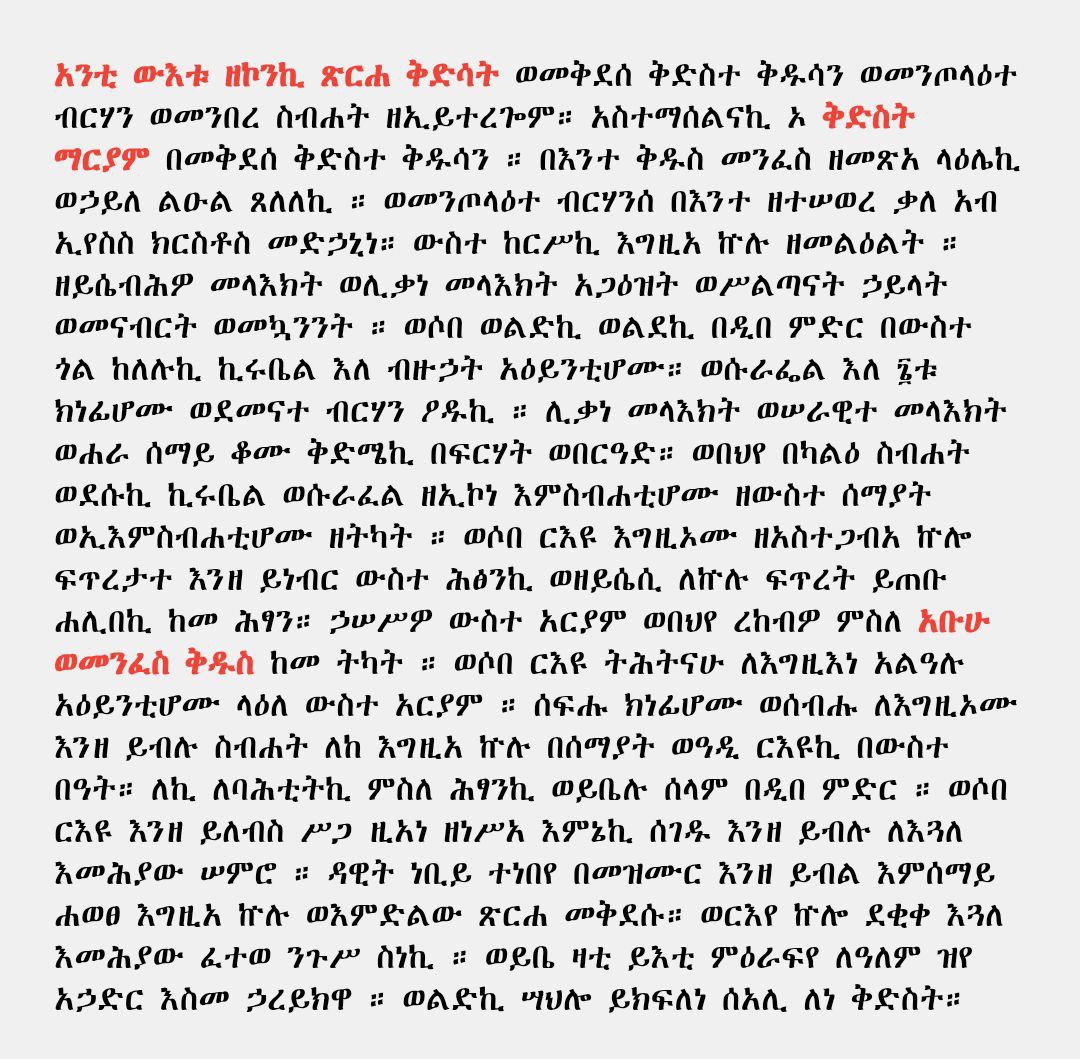 አንቲ ውእቱ ዘኮንኪ ጽርሐ ቅድሳት ወመቅደሰ ቅድስተ ቅዱሳን ወመንጦላዕተ
ብርሃን ወመንበረ ስብሐት ዘኢይተረጐም። አስተማሰልናኪ ኦ ቅድስት
ማርያም በመቅደሰ ቅድስተ ቅዱሳን ። በእንተ ቅዱስ መንፈስ ዘመጽአ ላዕሌኪ
ወኃይለ ልዑል ጸለለኪ ። ወመንጦላዕተ ብርሃንሰ በእንተ ዘተሠወረ ቃለ አብ
ኢየስስ ክርስቶስ መድኃኒነ። ውስተ ከርሥኪ እግዚአ ኵሉ ዘመልዕልት ።
ዘይሴብሕዎ መላእክት ወሊቃነ መላእክት አጋዕዝት ወሥልጣናት ኃይላት
ወመናብርት ወመኳንንት ። ወሶበ ወልድኪ ወልደኪ በዲበ ምድር በውስተ
ጎል ከለሉኪ ኪሩቤል እለ ብዙኃት አዕይንቲሆሙ። ወሱራፌል እለ ፮ቱ
ክነፊሆሙ ወደመናተ ብርሃን ዖዱኪ ። ሊቃነ መላእክት ወሠራዊተ መላእክት
ወሐራ ሰማይ ቆሙ ቅድሜኪ በፍርሃት ወበርዓድ። ወበህየ በካልዕ ስብሐት
ወደሱኪ ኪሩቤል ወሱራፈል ዘኢኮነ እምስብሐቲሆሙ ዘውስተ ሰማያት
ወኢእምስብሐቲሆሙ ዘትካት ። ወሶበ ርእዩ እግዚኦሙ ዘአስተጋብአ ኵሎ
ፍጥረታተ እንዘ ይነብር ውስተ ሕፅንኪ ወዘይሴሲ ለኵሉ ፍጥረት ይጠቡ
ሐሊበኪ ከመ ሕፃን። ኃሠሥዎ ውስተ አርያም ወበህየ ረከብዎ ምስለ አቡሁ
ወመንፈስ ቅዱስ ከመ ትካት ። ወሶበ ርእዩ ትሕትናሁ ለእግዚእነ አልዓሉ
አዕይንቲሆሙ ላዕለ ውስተ አርያም ። ሰፍሑ ክነፊሆሙ ወሰብሑ ለእግዚኦሙ
እንዘ ይብሉ ስብሐት ለከ እግዚአ ኵሉ በሰማያት ወዓዲ ርእዩኪ በውስተ
በዓት። ለኪ ለባሕቲትኪ ምስለ ሕፃንኪ ወይቤሉ ሰላም በዲበ ምድር ። ወሶበ
ርእዩ እንዘ ይለብስ ሥጋ ዚአነ ዘነሥአ እምኔኪ ሰገዱ እንዘ ይብሉ ለእጓለ
እመሕያው ሠምሮ ። ዳዊት ነቢይ ተነበየ በመዝሙር እንዘ ይብል እምሰማይ
ሐወፀ እግዚአ ኵሉ ወእምድልው ጽርሐ መቅደሱ። ወርእየ ኵሎ ደቂቀ እጓለ
እመሕያው ፈተወ ንጉሥ ስነኪ ። ወይቤ ዛቲ ይእቲ ምዕራፍየ ለዓለም ዝየ
አኃድር እስመ ኃረይክዋ ። ወልድኪ ሣህሎ ይክፍለነ ሰአሊ ለነ ቅድስት።